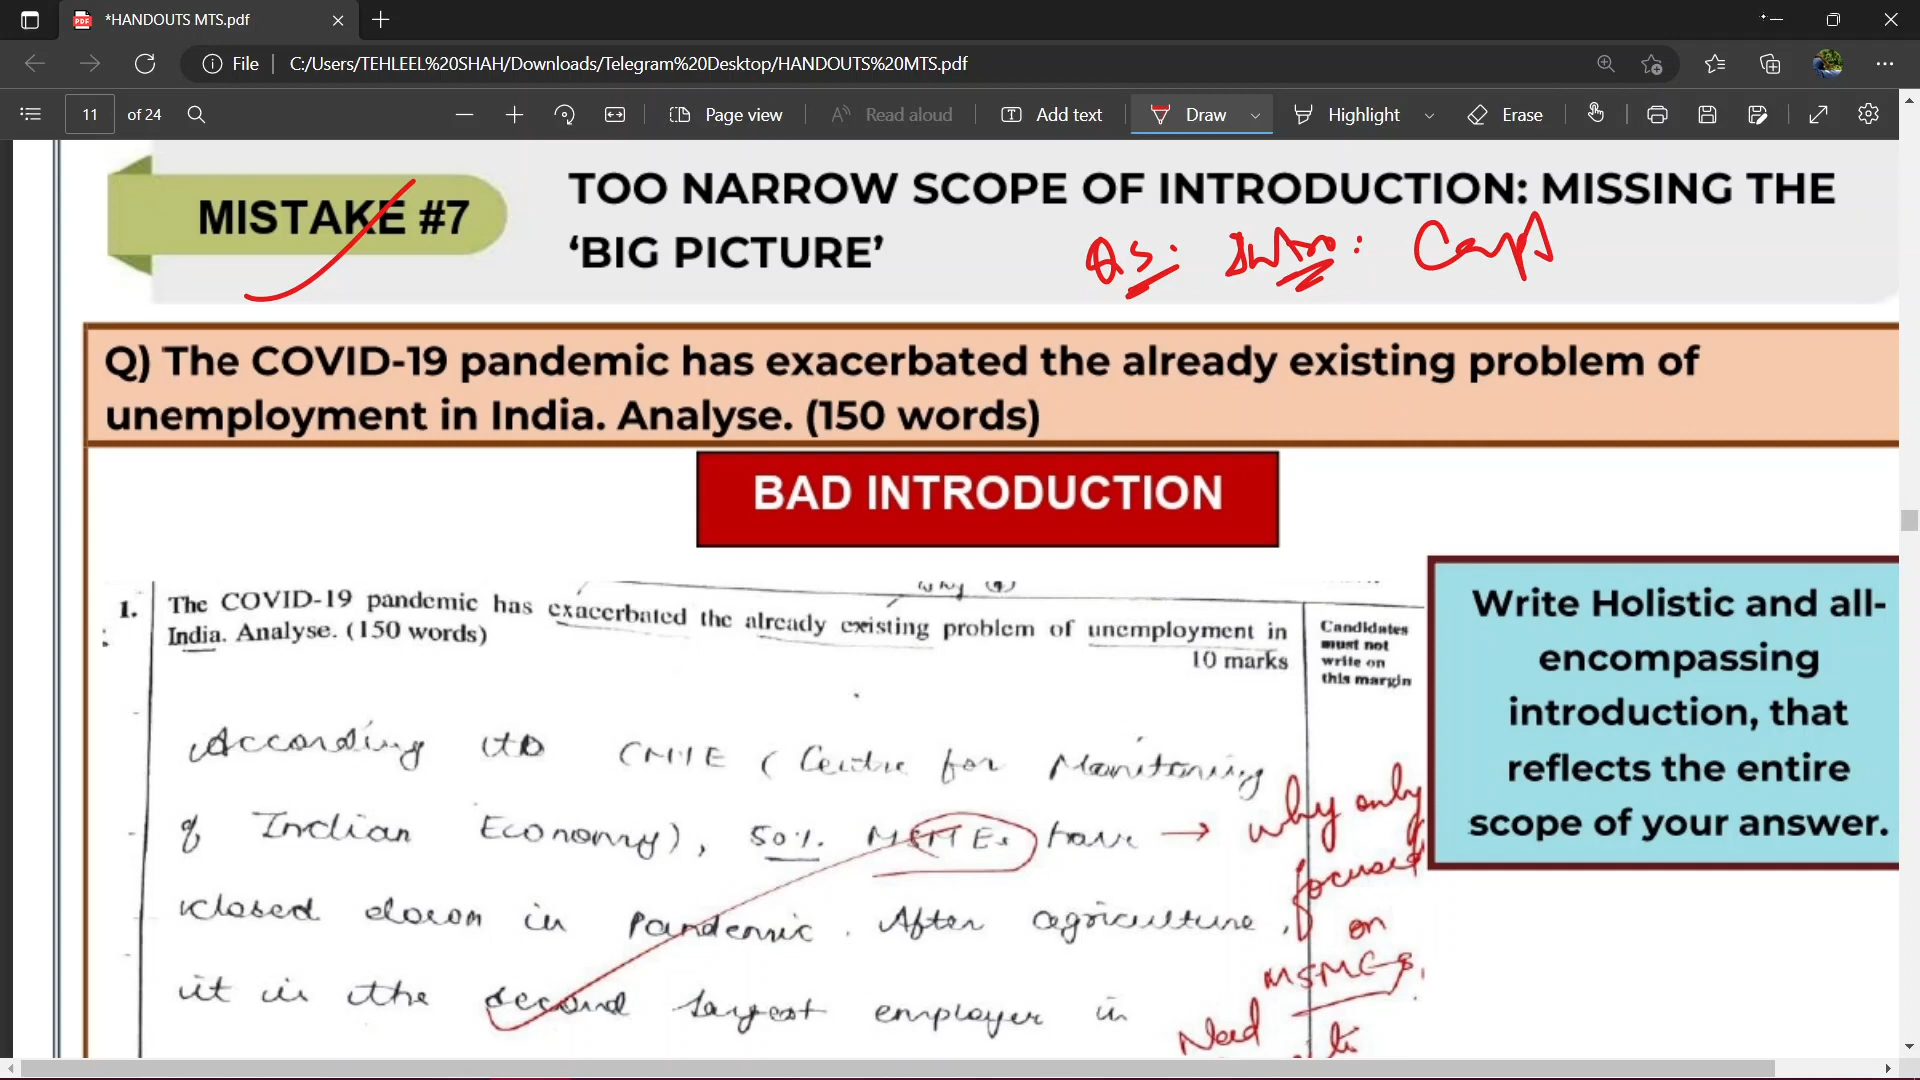 *HANDOUTS MTS.pdf
File
C:/Users/TEHLEEL%20SHAH/Downloads/Telegram%20Desktop/HANDOUTS%20MTS.pdf
11 of 24
Page view
Read aloud
Add text
Draw
Highlight
Erase
MISTAKE #7
TOO NARROW SCOPE OF INTRODUCTION: MISSING THE
‘BIG PICTURE’
Qs: Intro:
Q) The COVID-19 pandemic has exacerbated the already existing problem of
unemployment in India. Analyse. (150 words)
BAD INTRODUCTION
why
1. The COVID-19 pandemic has exacerbated the already existing problem of unemployment in
India. Analyse. (150 words)
10 marks
Candidates
must not
write on
this margin
According to CMIE (Centre for Monitoring
of Indian Economy), 50% MSMEs have
closed down in Pandemic. After agriculture,
it is the second largest employer in
why only
focused
on
MSMEs,
Need
Write Holistic and all-
encompassing
introduction, that
reflects the entire
scope of your answer.